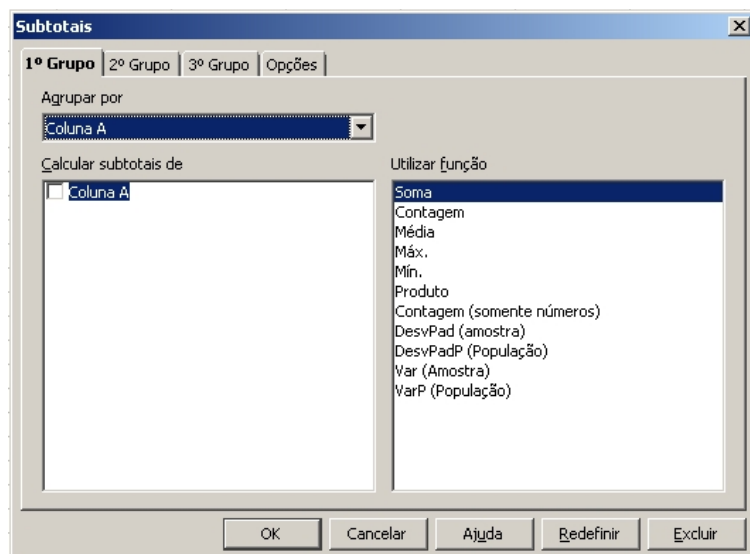 Subtotais
1º Grupo 2º Grupo 3º Grupo Opções
Agrupar por
Coluna A
Calcular subtotais de Utilizar função
Coluna A
Soma
Contagem
Média
Máx.
Mín.
Produto
Contagem (somente números)
DesvPad (amostra)
DesvPadP (População)
Var (Amostra)
VarP (População)
OK Cancelar Ajuda Redefinir Excluir